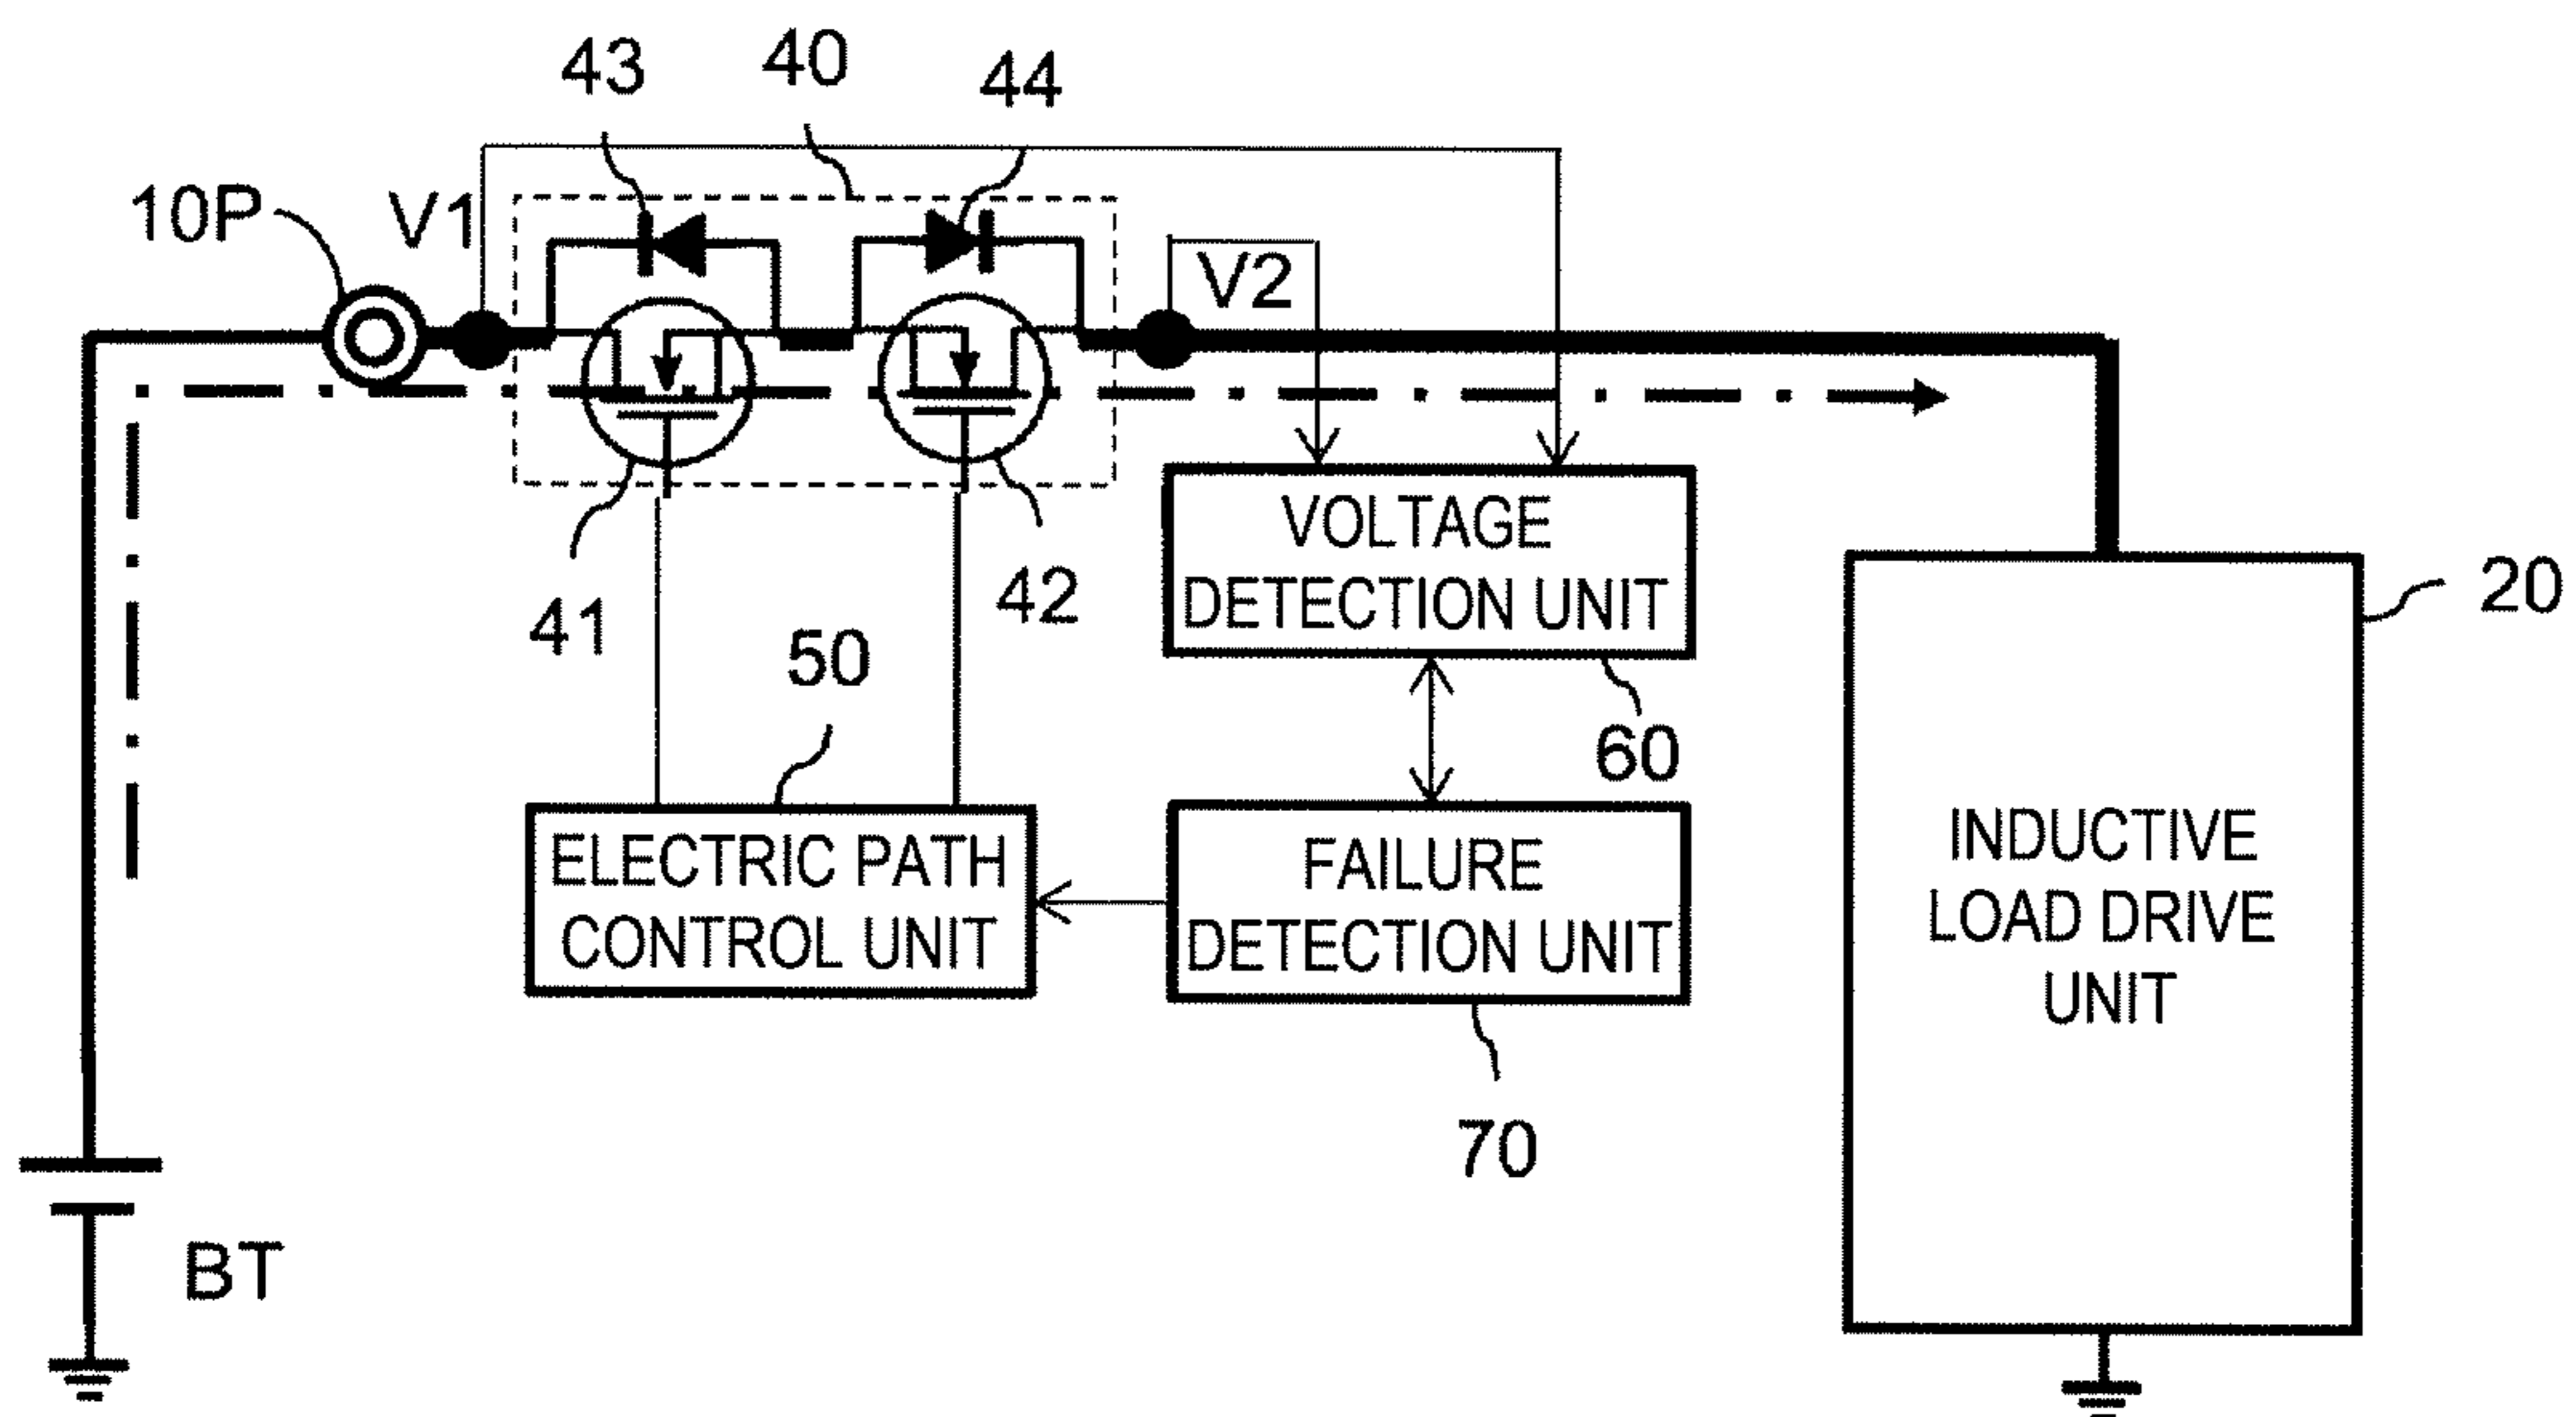 43
40
44
10P
V1
V2
41
42
VOLTAGE
DETECTION UNIT
20
50
60
ELECTRIC PATH
CONTROL UNIT
FAILURE
DETECTION UNIT
INDUCTIVE
LOAD DRIVE
UNIT
70
BT